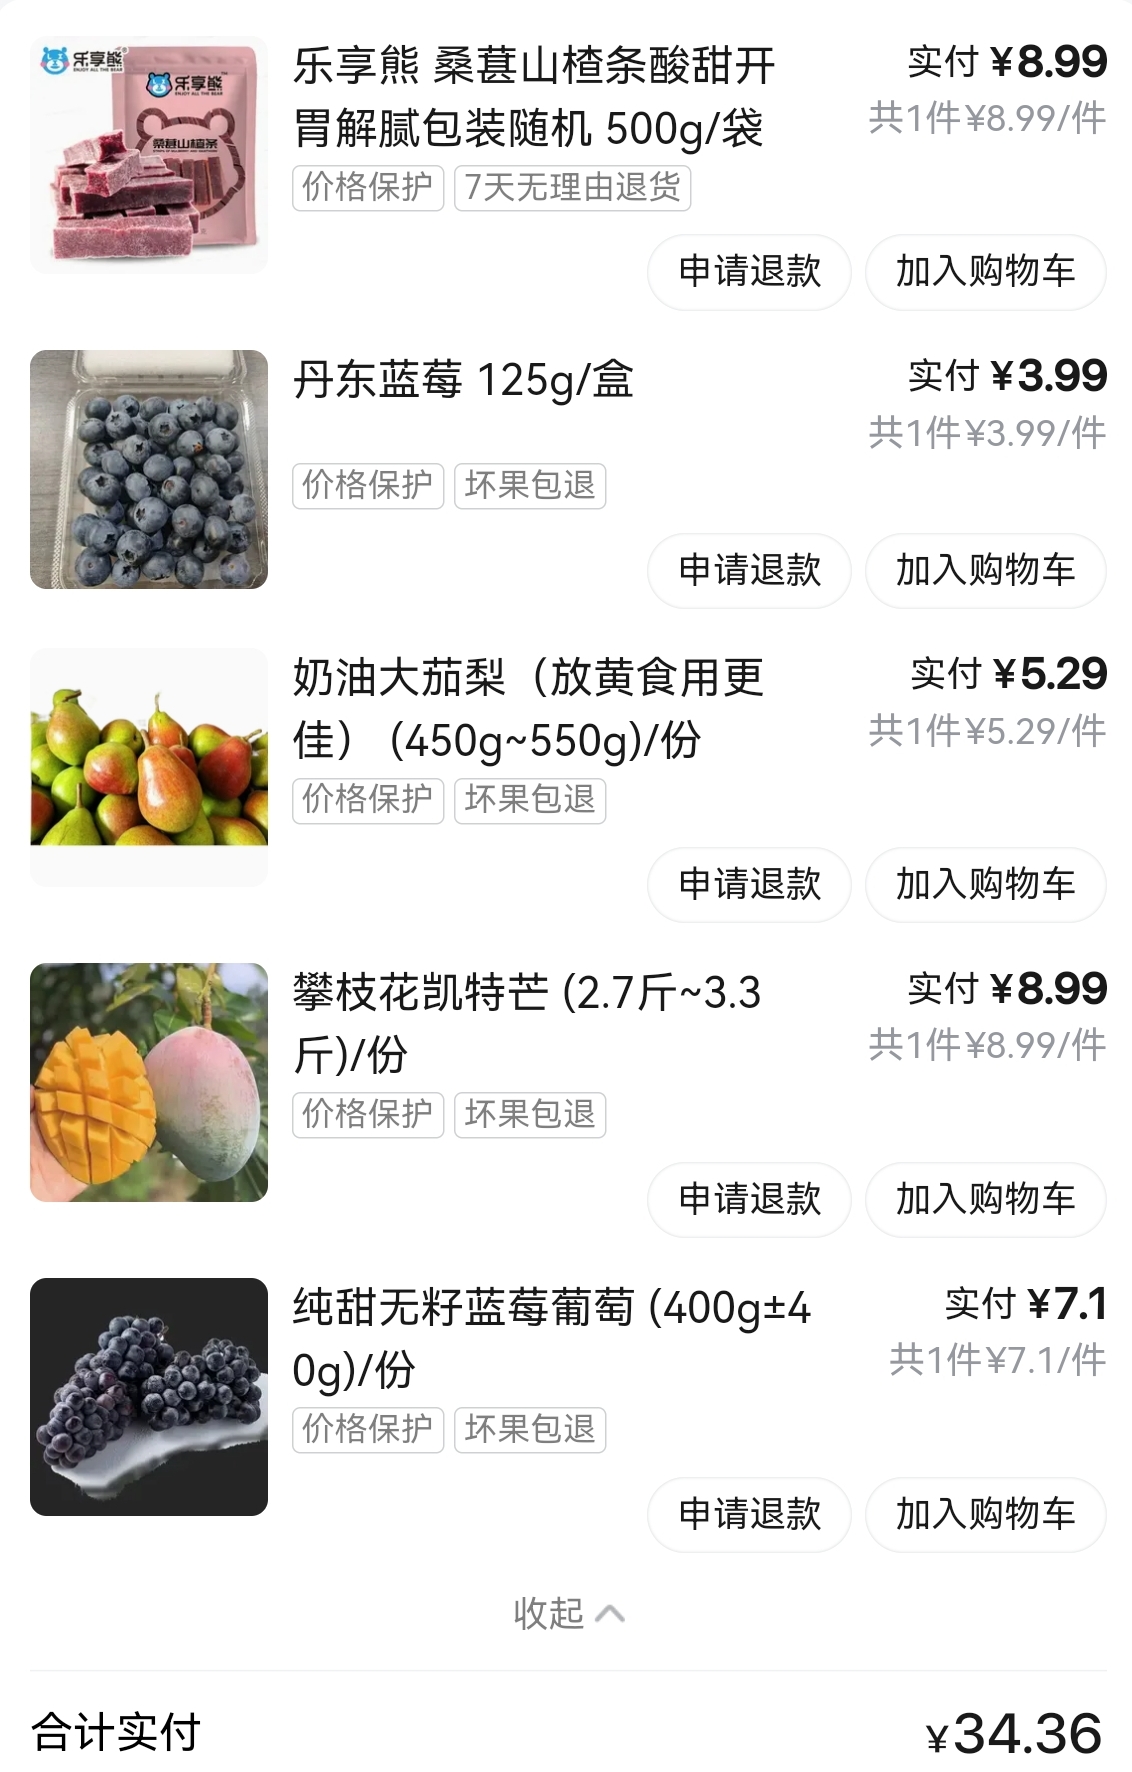 乐享熊
ENJOY ALL THE BEAR
乐享熊
ENJOY ALL THE BEAR
桑葚山楂条
乐享熊 桑葚山楂条酸甜开
胃解腻包装随机 500g/袋
实付 ¥8.99
共1件¥8.99/件
价格保护 7天无理由退货
申请退款 加入购物车
丹东蓝莓 125g/盒
实付 ¥3.99
共1件¥3.99/件
价格保护 坏果包退
申请退款 加入购物车
奶油大茄梨（放黄食用更
佳） (450g~550g)/份
实付 ¥5.29
共1件¥5.29/件
价格保护 坏果包退
申请退款 加入购物车
攀枝花凯特芒 (2.7斤~3.3
斤)/份
实付 ¥8.99
共1件¥8.99/件
价格保护 坏果包退
申请退款 加入购物车
纯甜无籽蓝莓葡萄 (400g±4
0g)/份
实付 ¥7.1
共1件¥7.1/件
价格保护 坏果包退
申请退款 加入购物车
收起
合计实付 ¥34.36